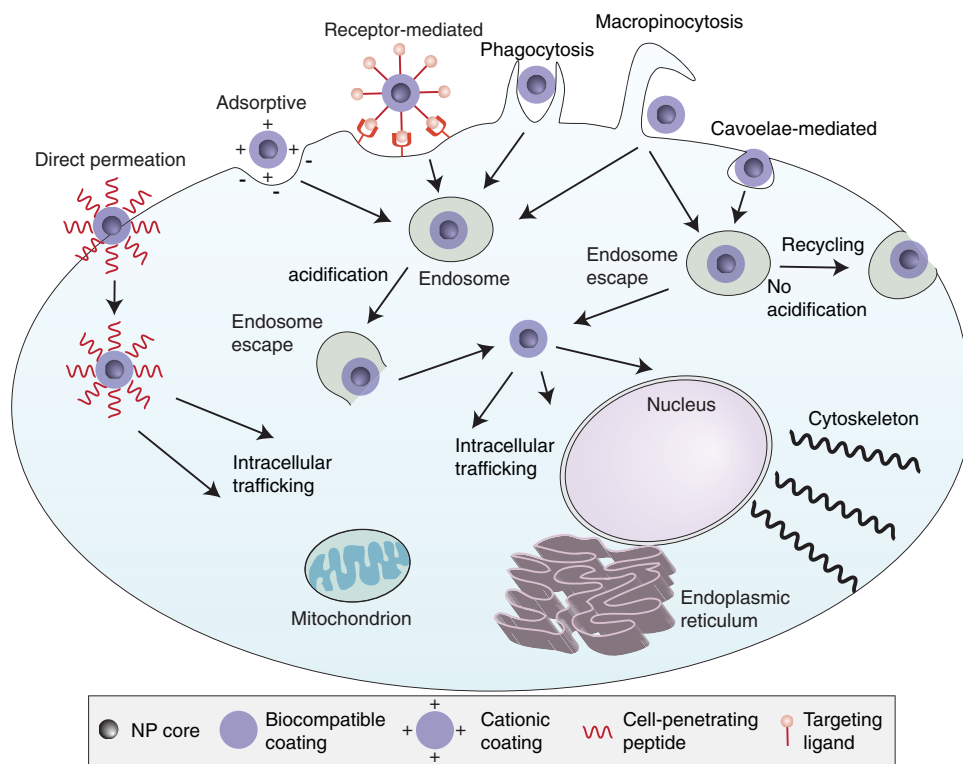 Macropinocytosis
Receptor-mediated
Phagocytosis
Adsorptive
+
+
+
+
-
-
-
Cavoelae-mediated
Direct permeation
Recycling
Endosome
escape
acidification
Endosome
No
acidification
Endosome
escape
Nucleus
Cytoskeleton
Intracellular
trafficking
Intracellular
trafficking
Mitochondrion
Endoplasmic
reticulum
NP core
Biocompatible
coating
+
+
+
+
Cationic
coating
Cell-penetrating
peptide
Targeting
ligand